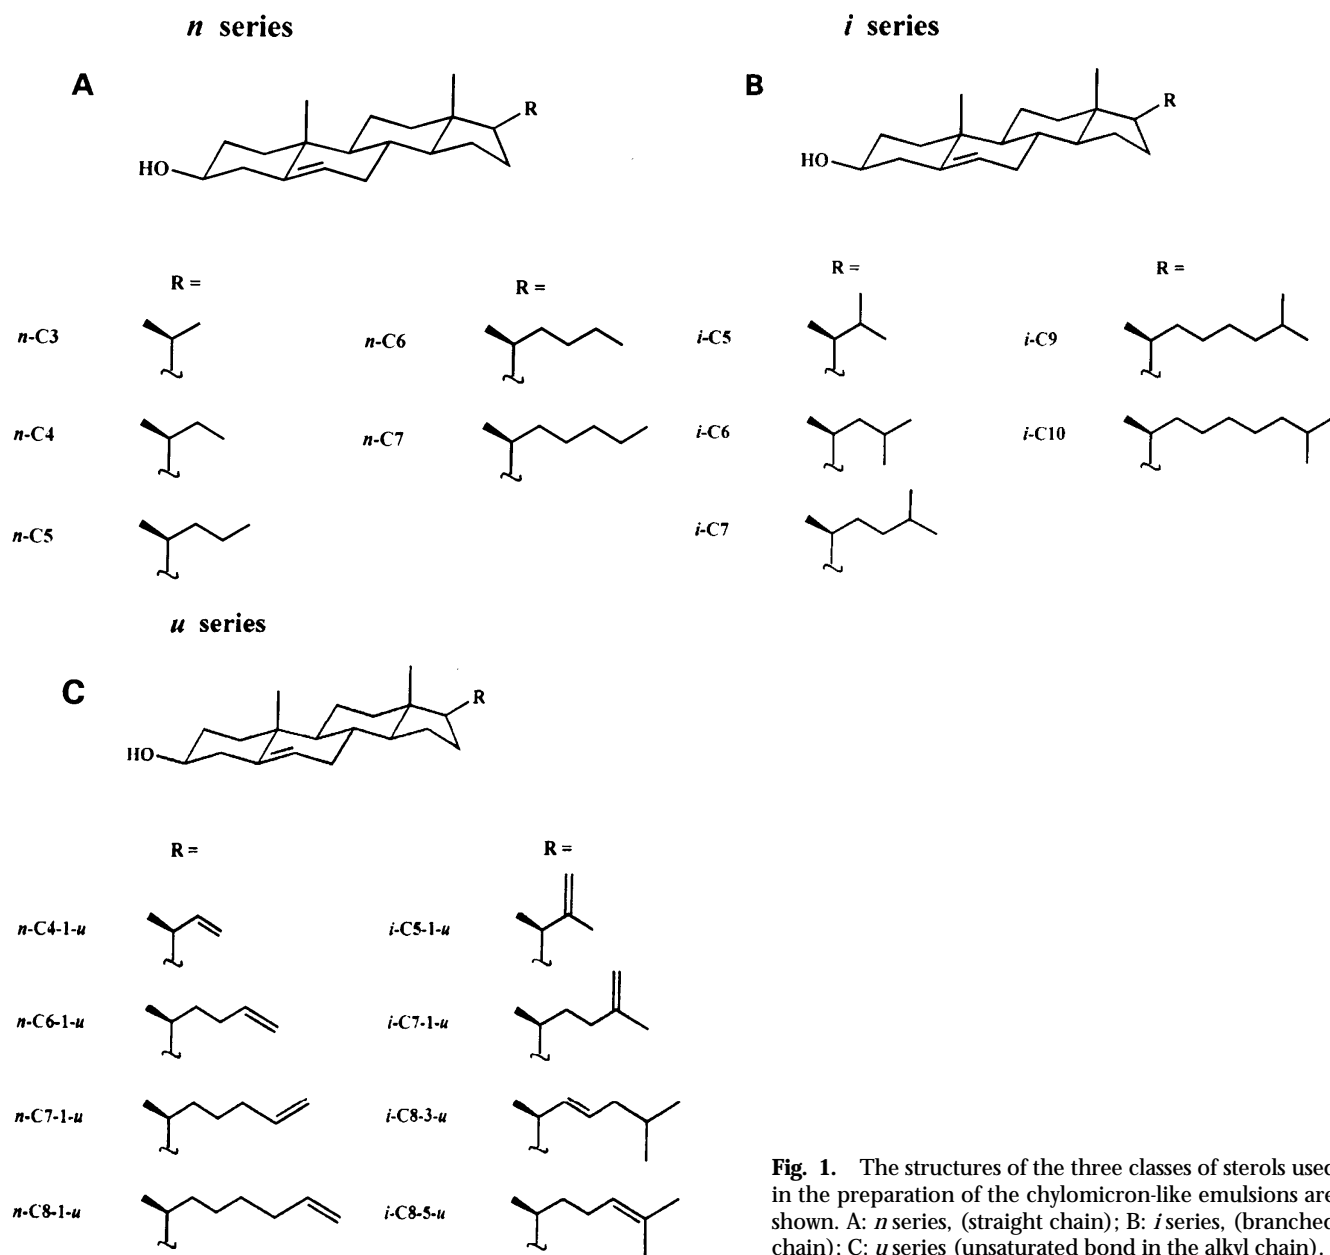 n series
A
R
HO
R =
R =
n-C3
n-C6
n-C4
n-C7
n-C5
i series
B
R
HO
R =
R =
i-C5
i-C9
i-C6
i-C10
i-C7
u series
C
R
HO
R =
R =
n-C4-1-u
i-C5-1-u
n-C6-1-u
i-C7-1-u
n-C7-1-u
i-C8-3-u
n-C8-1-u
i-C8-5-u
Fig. 1. The structures of the three classes of sterols used
in the preparation of the chylomicron-like emulsions are
shown. A: n series, (straight chain); B: i series, (branched
chain); C: u series (unsaturated bond in the alkyl chain).